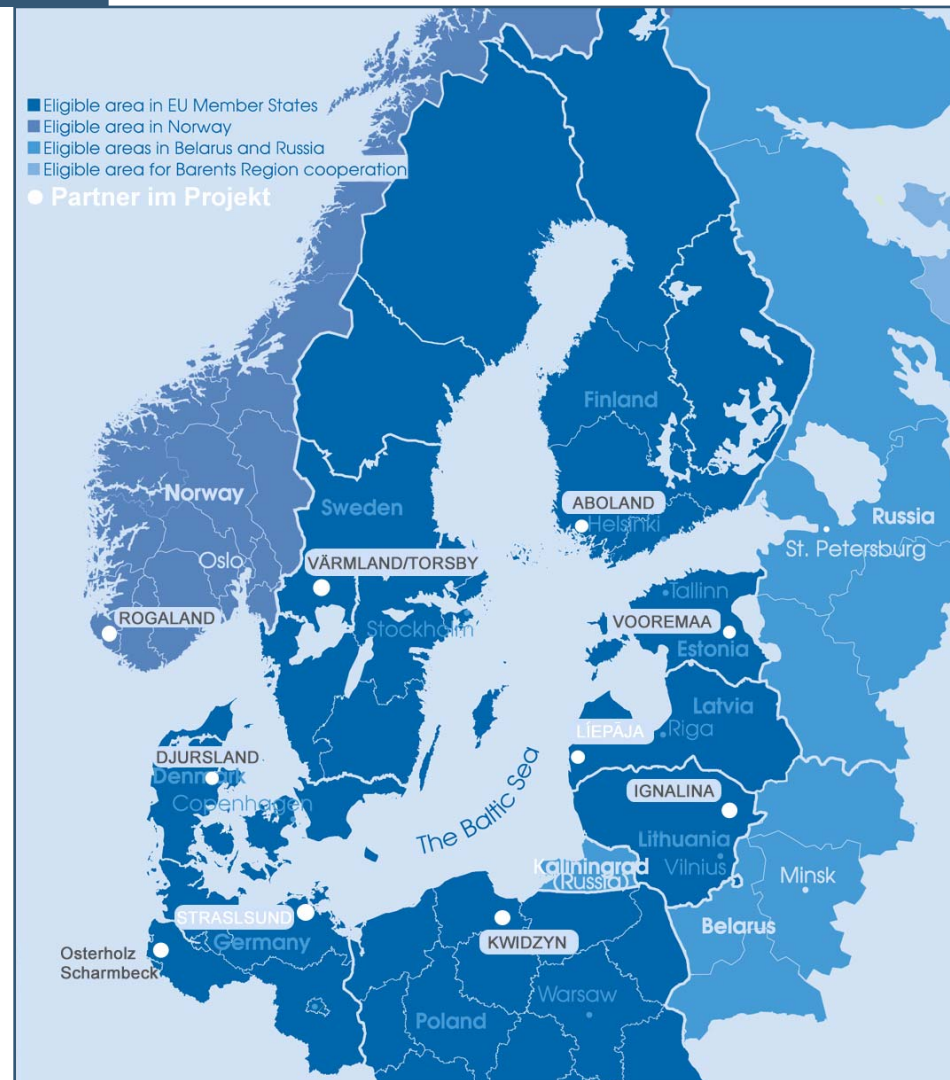 Eligible area in EU Member States
Eligible area in Norway
Eligible areas in Belarus and Russia
Eligible area for Barents Region cooperation
Partner im Projekt
Finland
Norway
Sweden
ABOLAND
Helsinki
Russia
St. Petersburg
Oslo
VÄRMLAND/TORSBY
Tallinn
ROGALAND
Stockholm
VOOREMAA
Estonia
Latvia
LÍEPĀJA
Riga
DJURSLAND
Denmark
Copenhagen
The Baltic Sea
IGNALINA
Lithuania
Vilnius
Kaliningrad
(Russia)
Minsk
STRASLSUND
Germany
Belarus
KWIDZYN
Osterholz
Scharmbeck
Warsaw
Poland